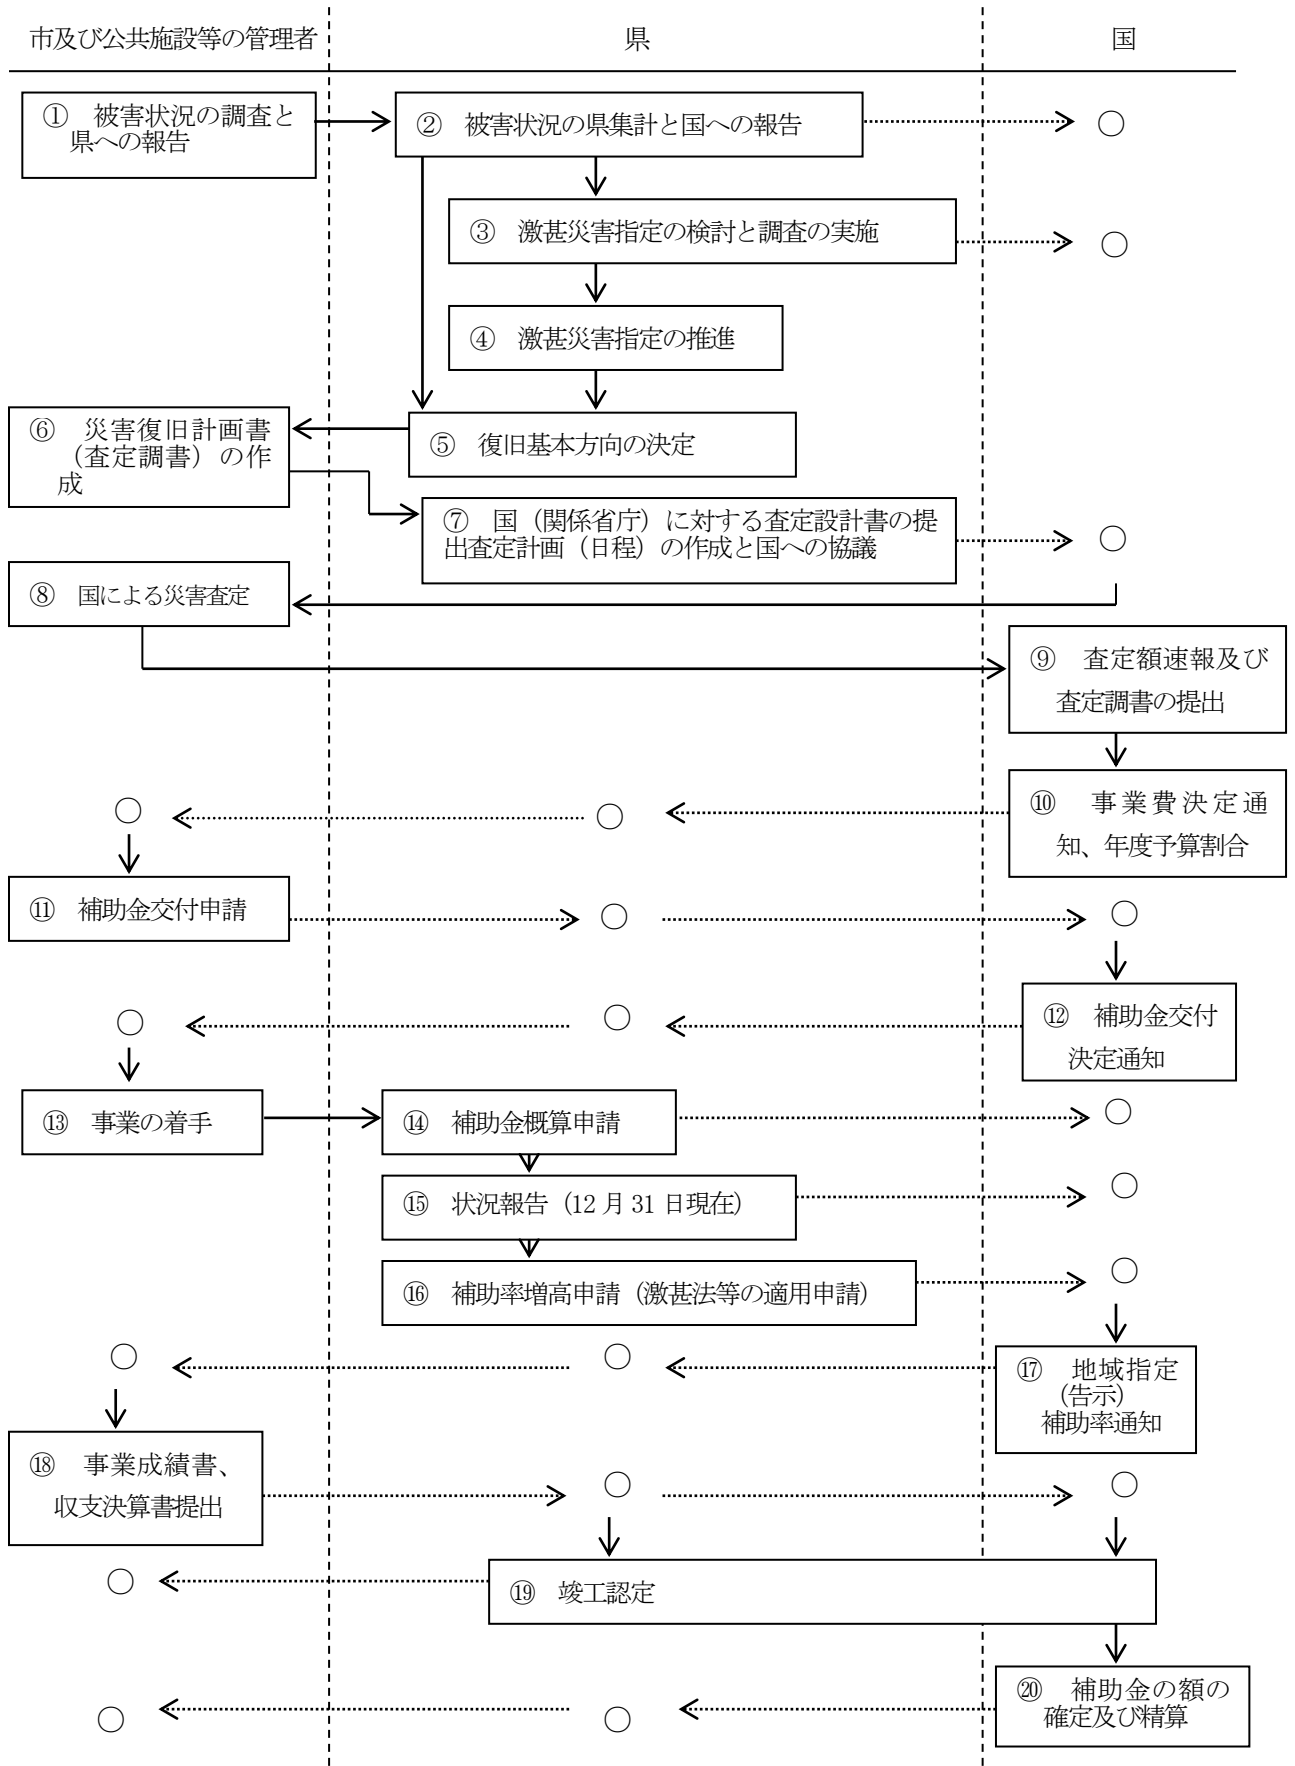 市及び公共施設等の管理者
県
国
① 被害状況の調査と
県への報告
② 被害状況の県集計と国への報告
○
③ 激甚災害指定の検討と調査の実施
○
④ 激甚災害指定の推進
⑤ 復旧基本方向の決定
⑥ 災害復旧計画書
（査定調書）の作
成
⑦ 国（関係省庁）に対する査定設計書の提
出査定計画（日程）の作成と国への協議
○
⑧ 国による災害査定
⑨ 査定額速報及び
査定調書の提出
⑩ 事業費決定通
知、年度予算割合
○
○
⑪ 補助金交付申請
○
○
⑫ 補助金交付
決定通知
○
○
⑬ 事業の着手
⑭ 補助金概算申請
○
⑮ 状況報告（12 月 31 日現在）
○
⑯ 補助率増高申請（激甚法等の適用申請）
○
⑰ 地域指定
（告示）
補助率通知
○
○
⑱ 事業成績書、
収支決算書提出
○
○
⑲ 竣工認定
○
⑳ 補助金の額の
確定及び精算
○
○